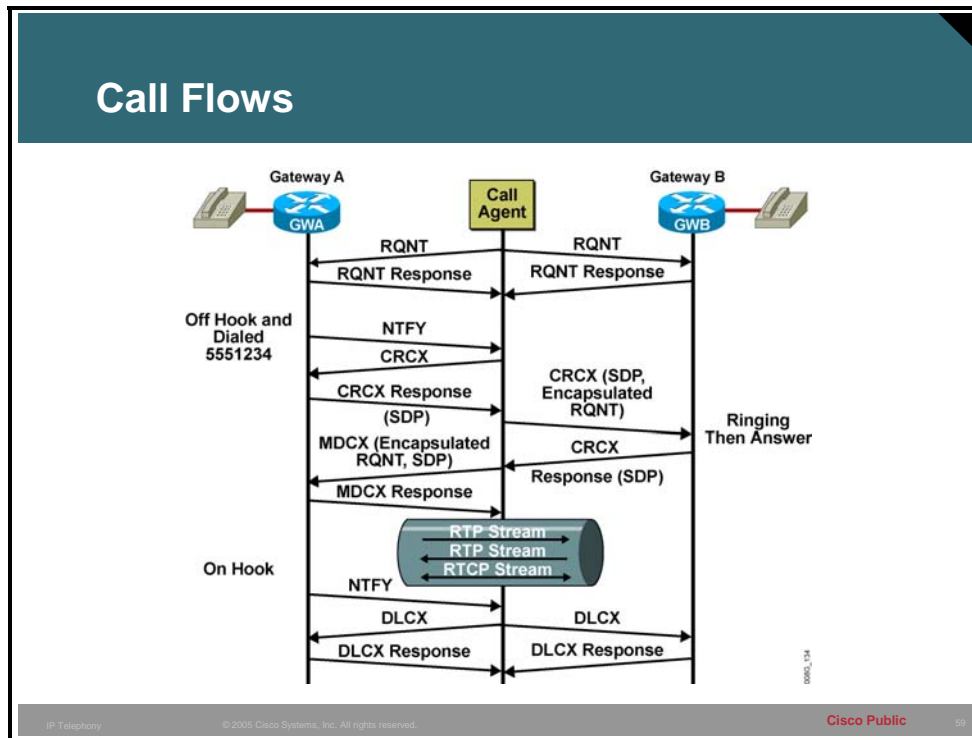 Call Flows
Gateway A
Call
Agent
Gateway B
GWA
GWB
RQNT
RQNT
RQNT Response
RQNT Response
Off Hook and
Dialed
5551234
NTFY
CRCX
CRCX Response
(SDP)
CRCX (SDP,
Encapsulated
RQNT)
Ringing
Then Answer
MDCX (Encapsulated
RQNT, SDP)
CRCX
Response (SDP)
MDCX Response
RTP Stream
RTP Stream
RTCP Stream
On Hook
NTFY
DLCX
DLCX
DLCX Response
DLCX Response
IP Telephony
© 2005 Cisco Systems, Inc. All rights reserved.
Cisco Public
59